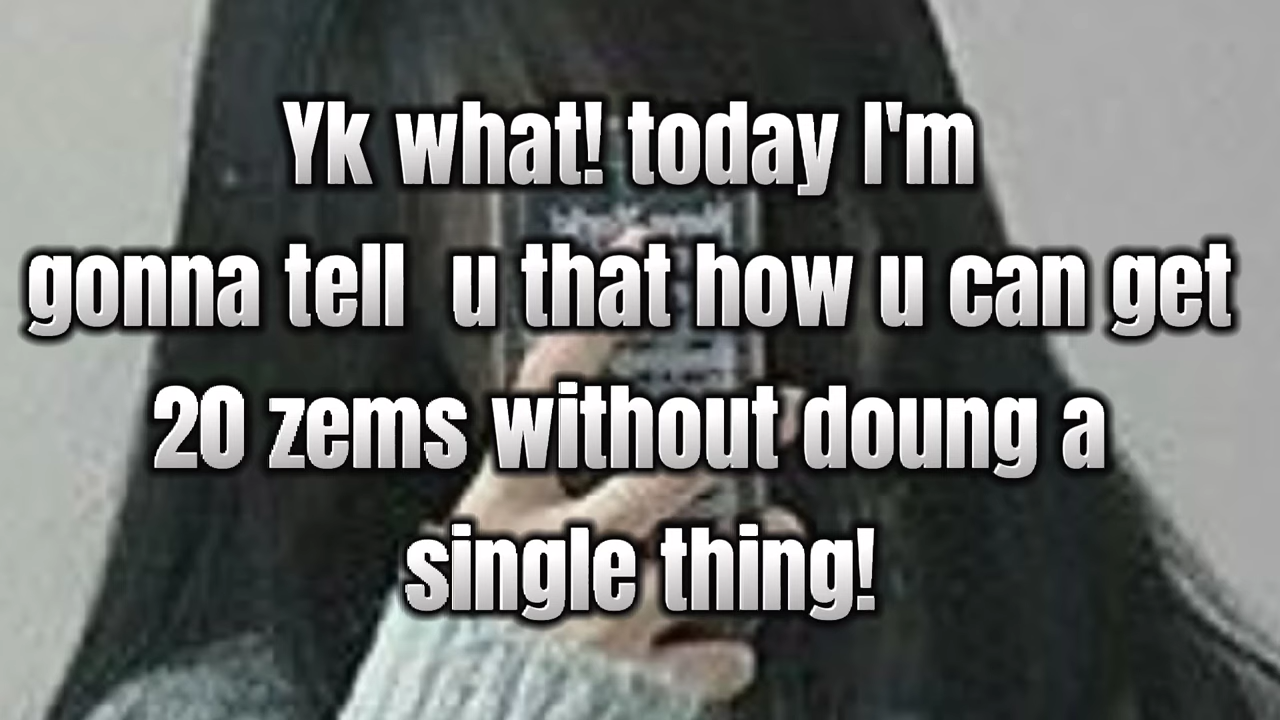 Yk what! today I'm
gonna tell u that how u can get
20 zems without doung a
single thing!